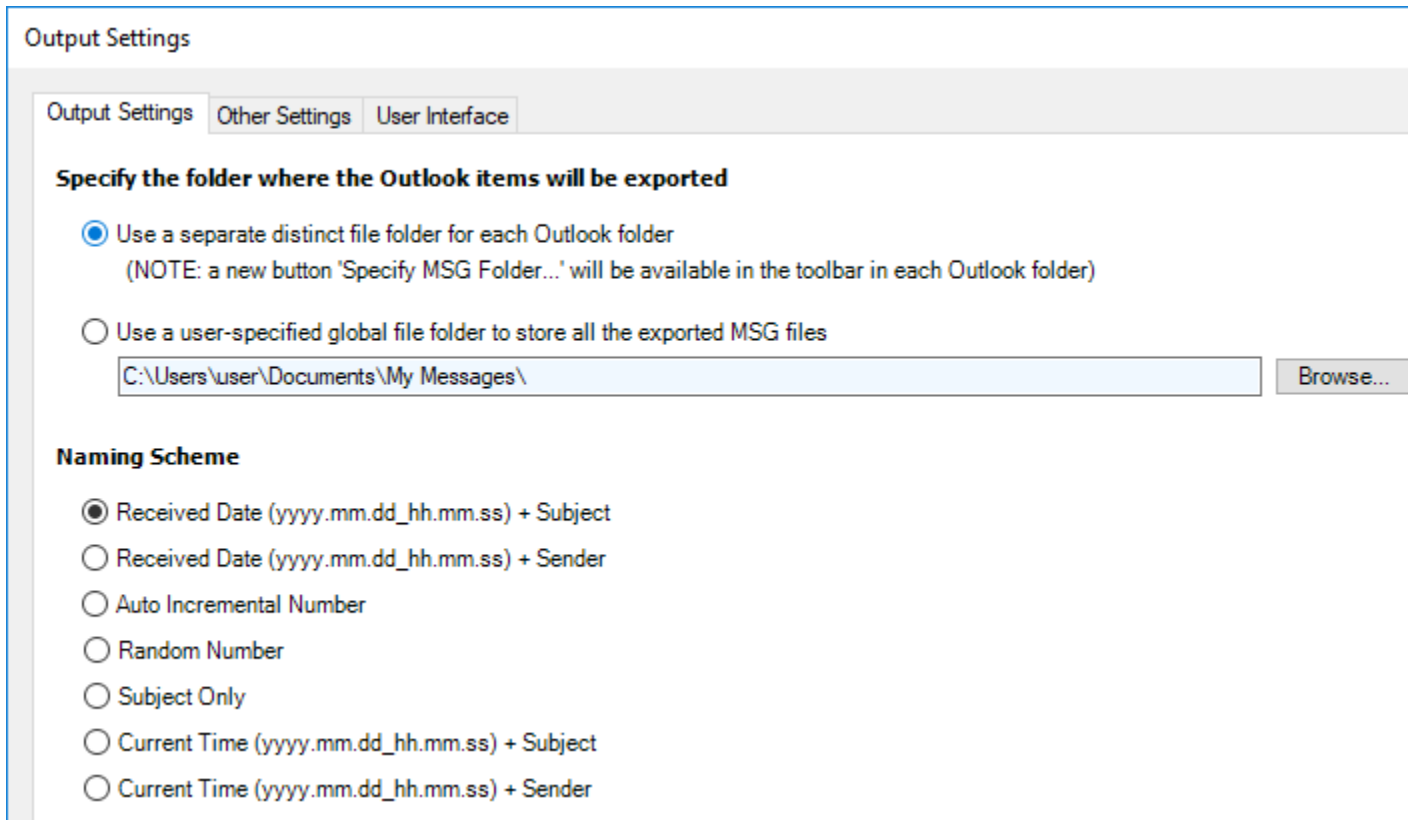 Output Settings
Output Settings Other Settings User Interface
Specify the folder where the Outlook items will be exported
Use a separate distinct file folder for each Outlook folder
(NOTE: a new button 'Specify MSG Folder...' will be available in the toolbar in each Outlook folder)
Use a user-specified global file folder to store all the exported MSG files
C:\Users\user\Documents\My Messages\ Browse...
Naming Scheme
Received Date (yyyy.mm.dd_hh.mm.ss) + Subject
Received Date (yyyy.mm.dd_hh.mm.ss) + Sender
Auto Incremental Number
Random Number
Subject Only
Current Time (yyyy.mm.dd_hh.mm.ss) + Subject
Current Time (yyyy.mm.dd_hh.mm.ss) + Sender